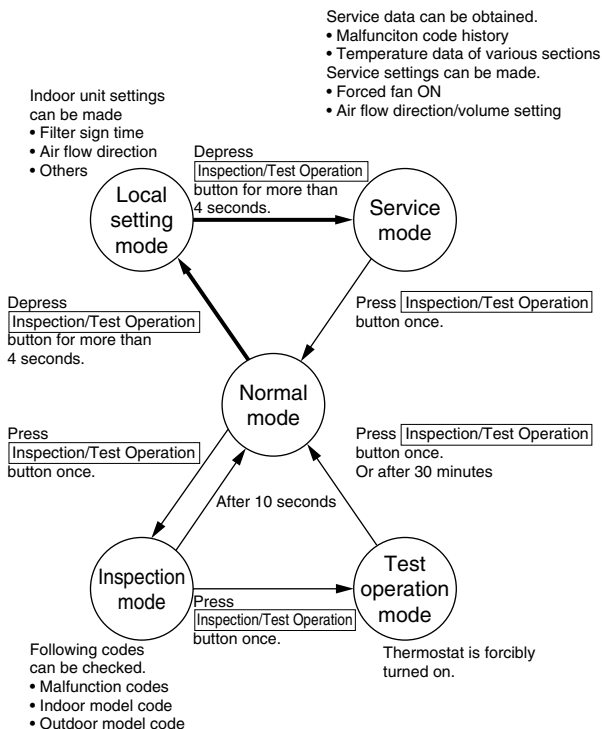 Service data can be obtained.
• Malfunciton code history
• Temperature data of various sections
Service settings can be made.
• Forced fan ON
• Air flow direction/volume setting
Indoor unit settings
can be made
• Filter sign time
• Air flow direction
• Others
Depress
Inspection/Test Operation
button for more than
4 seconds.
Local
setting
mode
Service
mode
Depress
Inspection/Test Operation
button for more than
4 seconds.
Press Inspection/Test Operation
button once.
Normal
mode
Press
Inspection/Test Operation
button once.
Press Inspection/Test Operation
button once.
Or after 30 minutes
After 10 seconds
Inspection
mode
Press
Inspection/Test Operation
button once.
Test
operation
mode
Following codes
can be checked.
• Malfunction codes
• Indoor model code
• Outdoor model code
Thermostat is forcibly
turned on.